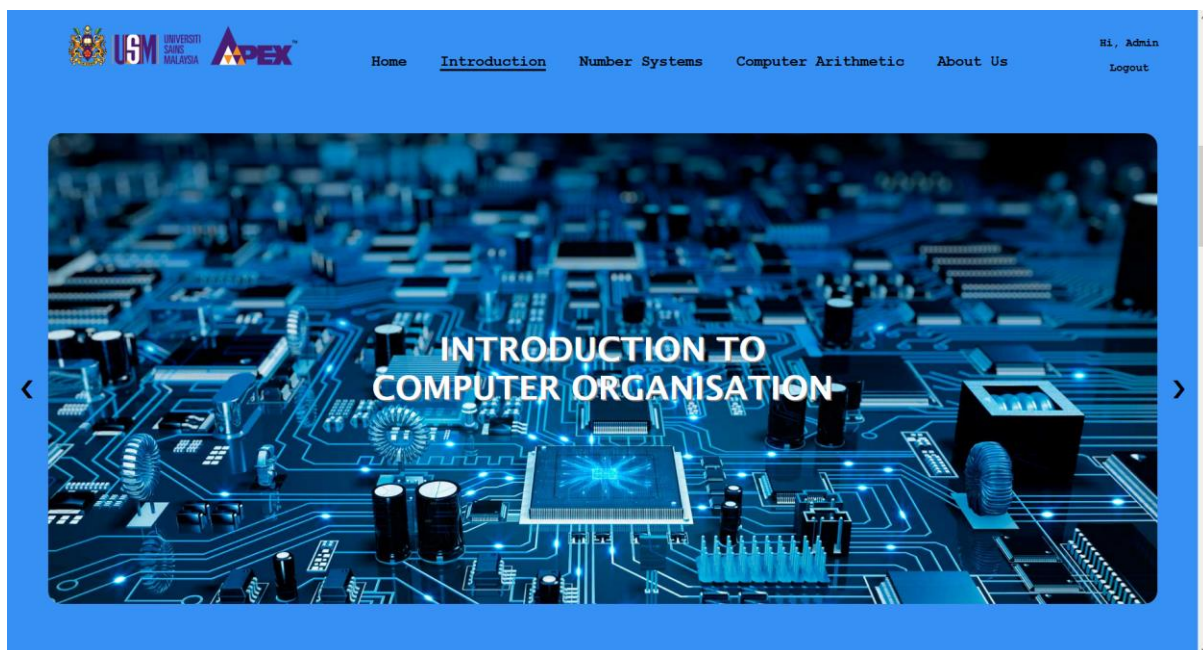 USM UNIVERSITI
SAINS
MALAYSIA
APEX™
Home Introduction Number Systems Computer Arithmetic About Us
Hi, Admin
Logout
INTRODUCTION TO
COMPUTER ORGANISATION